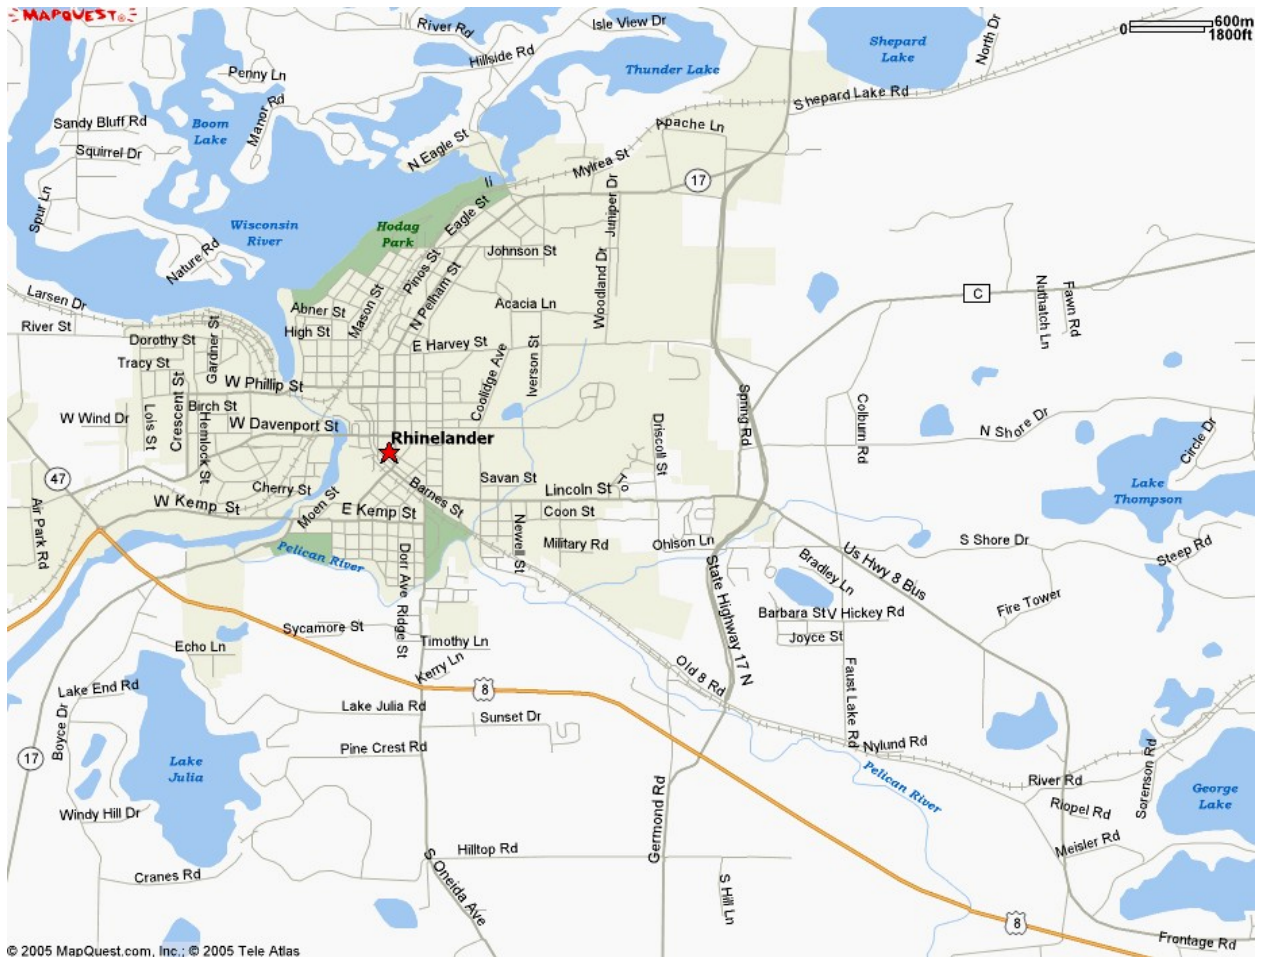 MAPQUEST®
River Rd
Isle View Dr
Hillside Rd
North Dr
0 600m
1800ft
Shepard
Lake
Thunder Lake
Penny Ln
Manor Rd
Shepard Lake Rd
Sandy Bluff Rd
Boom
Lake
Squirrel Dr
N Eagle St
Apache Ln
Mylrea St
17
Spur Ln
Wisconsin
River
Nature Rd
Hodag
Park
Eagle St
Juniper Dr
Johnson St
Pinos St
N Pelham St
Woodland Dr
Larsen Dr
River St
Abner St
High St
Mason St
Acacia Ln
C
Nuthatch Ln
Fawn Rd
Dorothy St
Gardner St
Tracy St
E Harvey St
Iverson St
Coolidge Ave
W Phillip St
Crescent St
Birch St
Lois St
Hemlock St
W Wind Dr
W Davenport St
Rhinelander
Spring Rd
Colburn Rd
Driscoll St
N Shore Dr
Circle Dr
47
Cherry St
Savan St
To
Lincoln St
Lake
Thompson
Air Park Rd
W Kemp St
Moen St
E Kemp St
Barnes St
Coon St
Newell St
Military Rd
Ohlson Ln
S Shore Dr
Steep Rd
Pelican River
Dorr Ave
Ridge St
State Highway 17 N
Bradley Ln
Us Hwy 8 Bus
Fire Tower
Barbara St
V Hickey Rd
Joyce St
Sycamore St
Timothy Ln
Echo Ln
Kerry Ln
Old 8 Rd
Faust Lake Rd
Lake End Rd
8
Lake Julia Rd
Sunset Dr
Boyce Dr
Pine Crest Rd
17
Lake
Julia
Nylund Rd
Pelican River
River Rd
Sorenson Rd
George
Lake
Riopel Rd
Windy Hill Dr
Germond Rd
Meisler Rd
Hilltop Rd
Cranes Rd
S Oneida Ave
S Hill Ln
8
Frontage Rd
© 2005 MapQuest.com, Inc.; © 2005 Tele Atlas